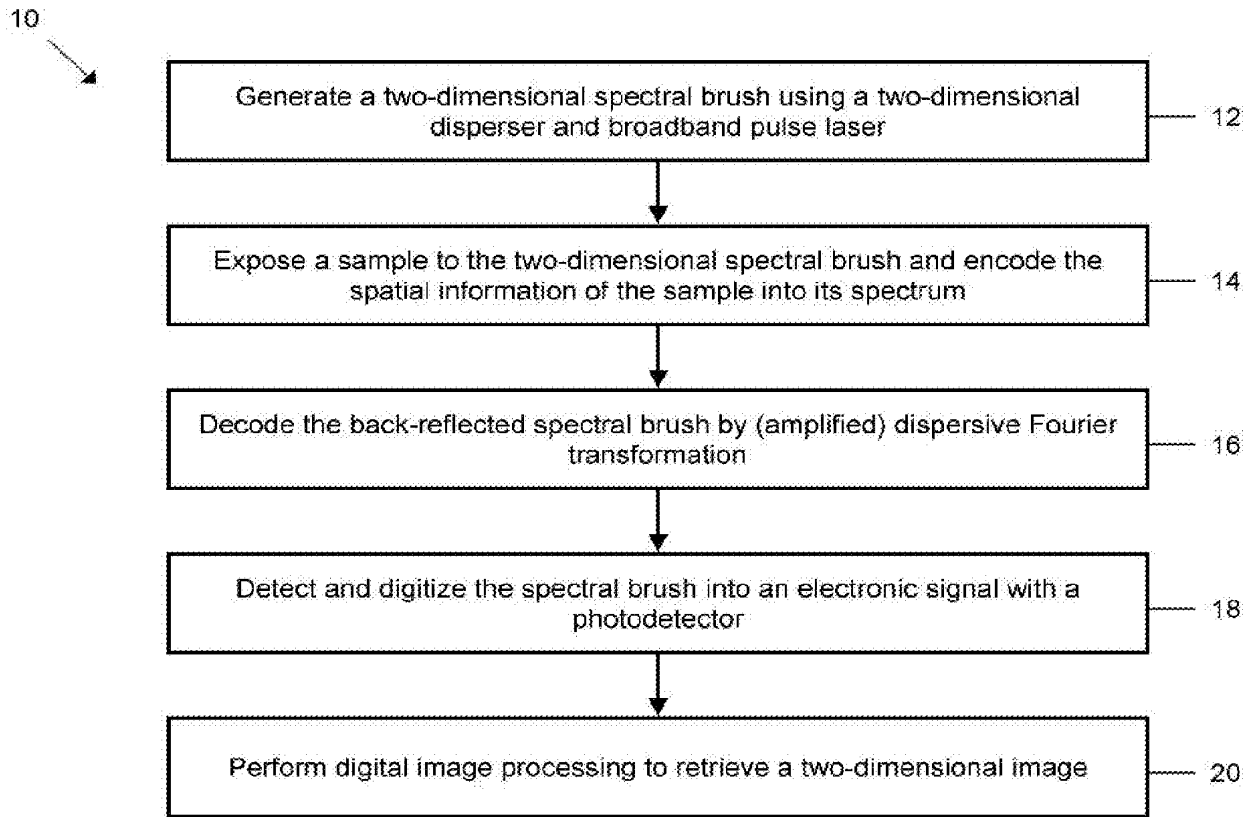 10
Generate a two-dimensional spectral brush using a two-dimensional
disperser and broadband pulse laser
12
Expose a sample to the two-dimensional spectral brush and encode the
spatial information of the sample into its spectrum
14
Decode the back-reflected spectral brush by (amplified) dispersive Fourier
transformation
16
Detect and digitize the spectral brush into an electronic signal with a
photodetector
18
Perform digital image processing to retrieve a two-dimensional image
20